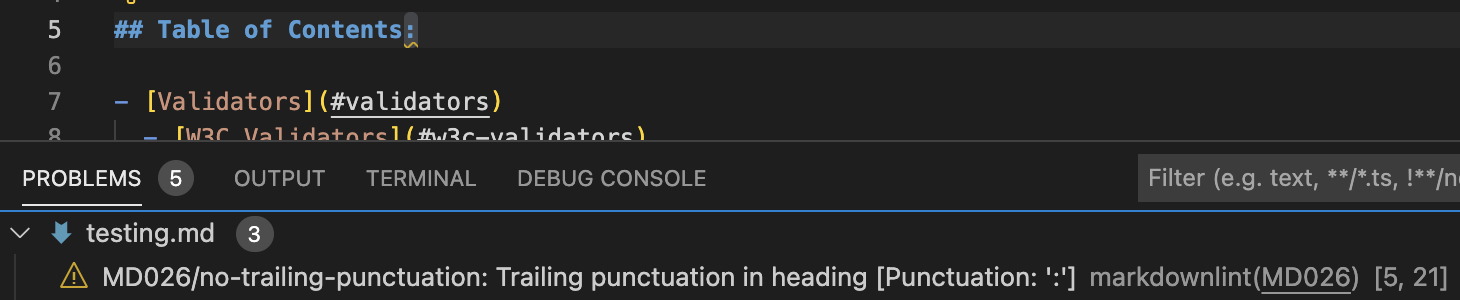 5 ## Table of Contents:
6
7 - [Validators](#validators)
8 - [W3C Validators](#w3c-validators)
PROBLEMS 5 OUTPUT TERMINAL DEBUG CONSOLE Filter (e.g. text, **/*.ts, !**/no
testing.md 3
MD026/no-trailing-punctuation: Trailing punctuation in heading [Punctuation: ':'] markdownlint(MD026) [5, 21]